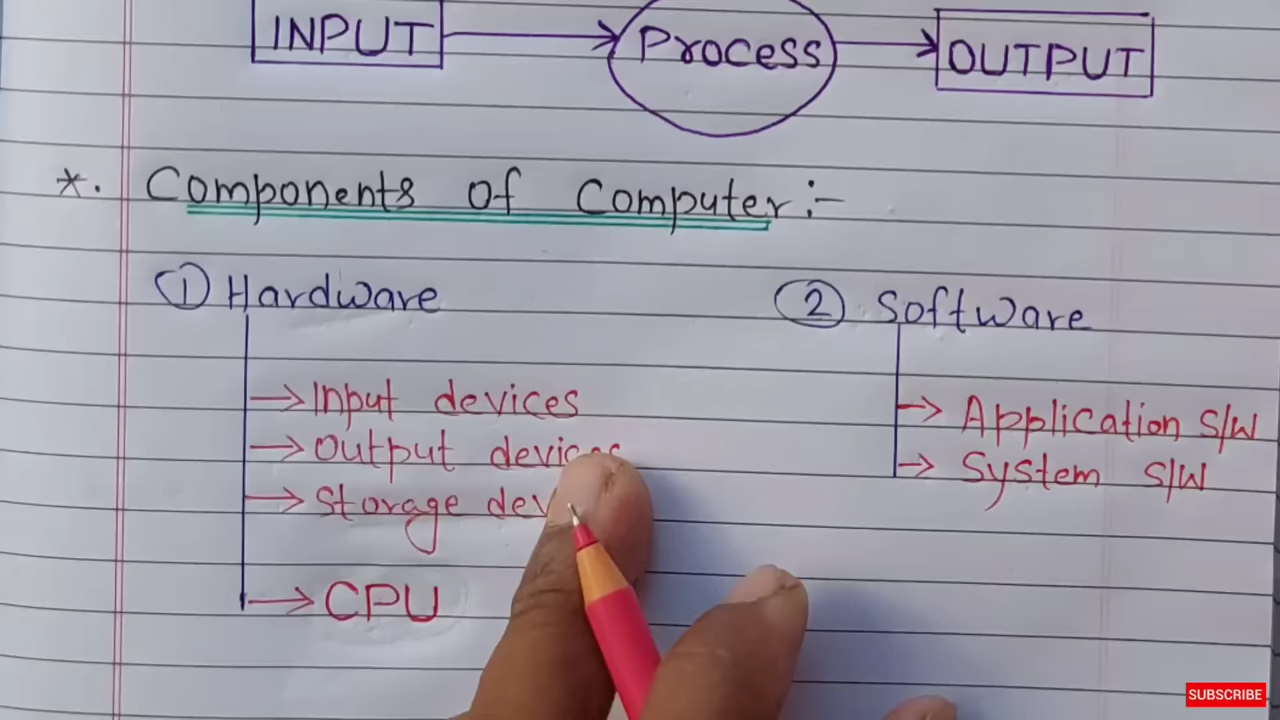 INPUT Process OUTPUT
*. Components of Computer:-
① Hardware
→ Input devices
→ Output devices
→ Storage
→ CPU
② Software
→ Application S/W
→ System S/W
SUBSCRIBE